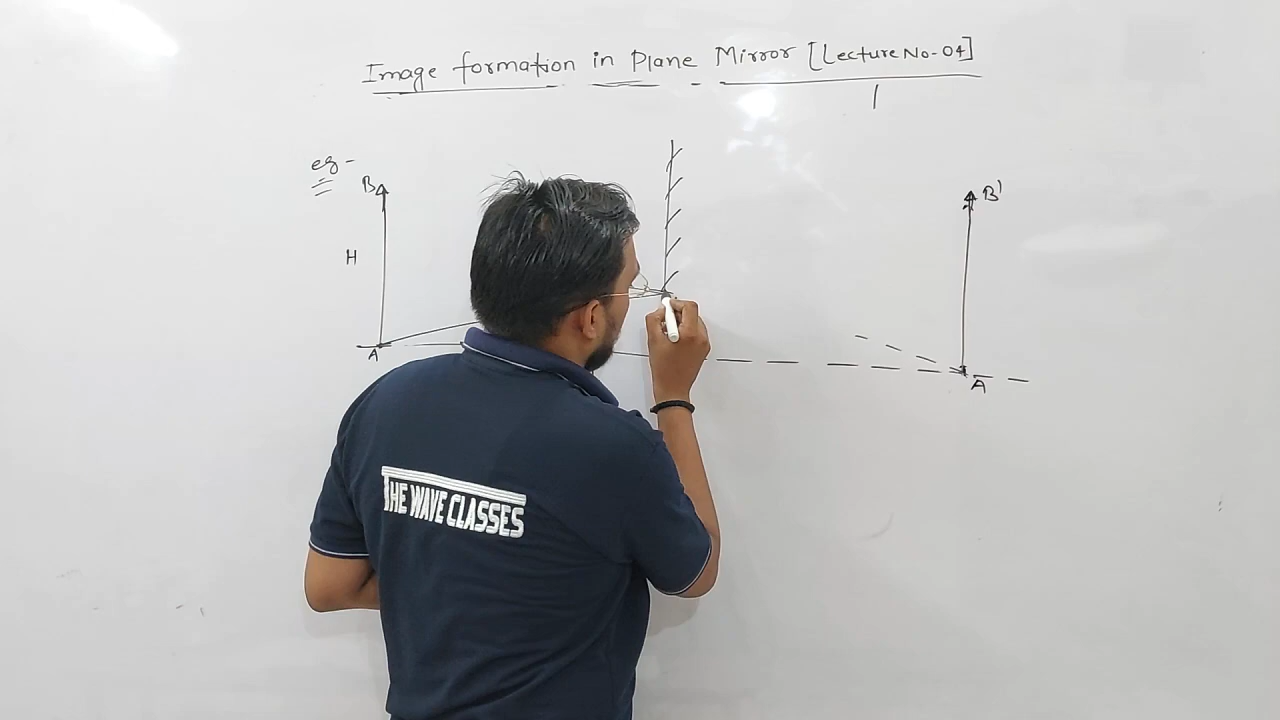 Image formation in Plane Mirror [Lecture No-04]
eg -
B
B'
H
A
A
THE WAVE CLASSES